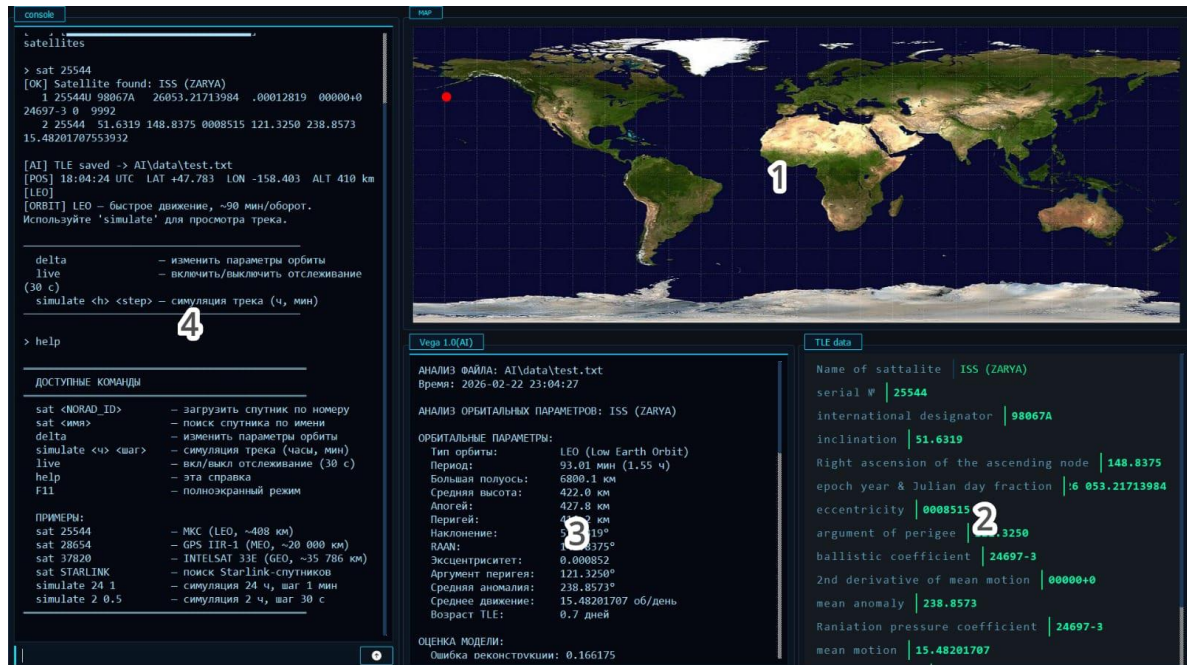 console
satellites
> sat 25544
[OK] Satellite found: ISS (ZARYA)
1 25544U 98067A 26053.21713984 .00012819 00000+0
24697-3 0 9992
2 25544 51.6319 148.8375 0008515 121.3250 238.8573
15.48201707553932
[AI] TLE saved -> AI\data\test.txt
[POS] 18:04:24 UTC LAT +47.783 LON -158.403 ALT 410 km
[LEO]
[ORBIT] LEO — быстрое движение, ~90 мин/оборот.
Используйте 'simulate' для просмотра трека.
delta — изменить параметры орбиты
live — включить/выключить отслеживание
(30 с)
simulate <h> <step> — симуляция трека (ч, мин)
4
> help
ДОСТУПНЫЕ КОМАНДЫ
sat <NORAD_ID> — загрузить спутник по номеру
sat <имя> — поиск спутника по имени
delta — изменить параметры орбиты
simulate <ч> <шаг> — симуляция трека (часы, мин)
live — вкл/выкл отслеживание (30 с)
help — эта справка
F11 — полноэкранный режим
ПРИМЕРЫ:
sat 25544 — МКС (LEO, ~408 км)
sat 28654 — GPS IIR-1 (MEO, ~20 000 км)
sat 37820 — INTELSAT 33E (GEO, ~35 786 км)
sat STARLINK — поиск Starlink-спутников
simulate 24 1 — симуляция 24 ч, шаг 1 мин
simulate 2 0.5 — симуляция 2 ч, шаг 30 с
MAP
1
Vega 1.0(AI)
АНАЛИЗ ФАЙЛА: AI\data\test.txt
Время: 2026-02-22 23:04:27
АНАЛИЗ ОРБИТАЛЬНЫХ ПАРАМЕТРОВ: ISS (ZARYA)
ОРБИТАЛЬНЫЕ ПАРАМЕТРЫ:
Тип орбиты: LEO (Low Earth Orbit)
Период: 93.01 мин (1.55 ч)
Большая полуось: 6800.1 км
Средняя высота: 422.0 км
Апогей: 427.8 км
Перигей: км
Наклонение:
RAAN:
Эксцентриситет: 0.000852
Аргумент перигея: 121.3250°
Средняя аномалия: 238.8573°
Среднее движение: 15.48201707 об/день
Возраст TLE: 0.7 дней
ОЦЕНКА МОДЕЛИ:
Ошибка реконструкции: 0.166175
3
TLE data
Name of sattalite ISS (ZARYA)
serial № 25544
international designator 98067A
inclination 51.6319
Right ascension of the ascending node 148.8375
epoch year & Julian day fraction 053.21713984
eccentricity 0008515
argument of perigee
ballistic coefficient 24697-3
2nd derivative of mean motion 00000+0
mean anomaly 238.8573
Raniation pressure coefficient 24697-3
mean motion 15.48201707
2